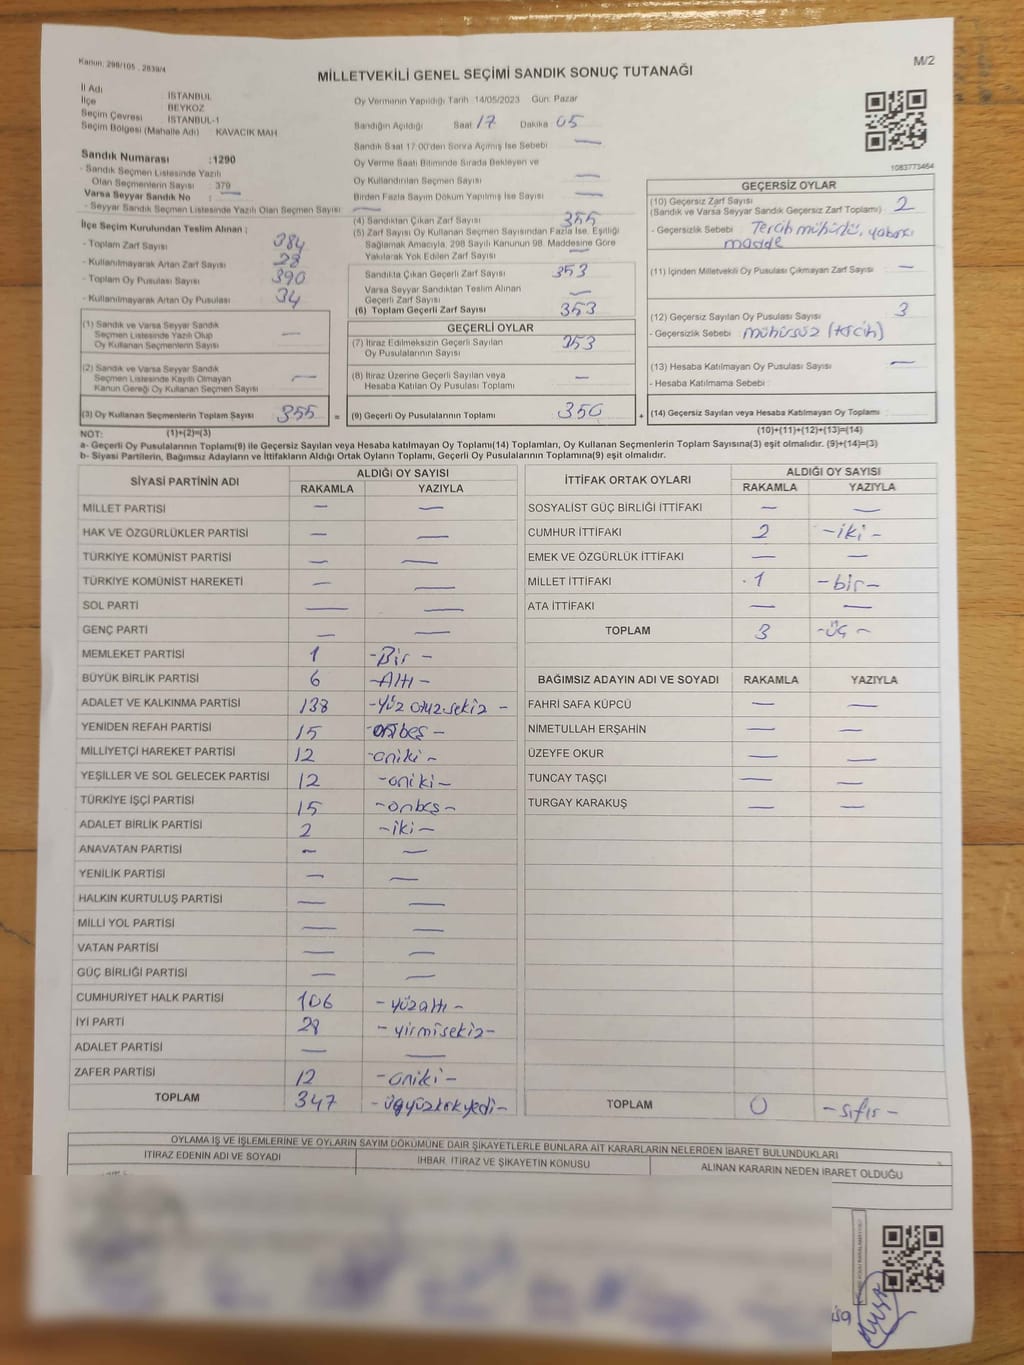 Kanun: 298/105 , 2839/4
M/2
MİLLETVEKİLİ GENEL SEÇİMİ SANDIK SONUÇ TUTANAĞI
İl Adı : İSTANBUL
İlçe : BEYKOZ
Seçim Çevresi : İSTANBUL-1
Seçim Bölgesi (Mahalle Adı) : KAVACIK MAH
Sandık Numarası :1290
- Sandık Seçmen Listesinde Yazılı
Olan Seçmenlerin Sayısı : 379
Varsa Seyyar Sandık No : —
- Seyyar Sandık Seçmen Listesinde Yazılı Olan Seçmen Sayısı : —
İlçe Seçim Kurulundan Teslim Alınan ;
- Toplam Zarf Sayısı : 384
- Kullanılmayarak Artan Zarf Sayısı : 28
- Toplam Oy Pusulası Sayısı : 390
- Kullanılmayarak Artan Oy Pusulası : 34
Oy Vermenin Yapıldığı Tarih :14/05/2023 Gün: Pazar
Sandığın Açıldığı Saat 17 Dakika 05
Sandık Saat 17:00'den Sonra Açılmış İse Sebebi : —
Oy Verme Saati Bitiminde Sırada Bekleyen ve
Oy Kullandırılan Seçmen Sayısı : —
Birden Fazla Sayım Döküm Yapılmış İse Sayısı : —
(4) Sandıktan Çıkan Zarf Sayısı : 355
(5) Zarf Sayısı Oy Kullanan Seçmen Sayısından Fazla İse, Eşitliği
Sağlamak Amacıyla, 298 Sayılı Kanunun 98. Maddesine Göre
Yakılarak Yok Edilen Zarf Sayısı : —
Sandıkta Çıkan Geçerli Zarf Sayısı : 353
Varsa Seyyar Sandıktan Teslim Alınan
Geçerli Zarf Sayısı : —
(6) Toplam Geçerli Zarf Sayısı : 353
1083773464
GEÇERSİZ OYLAR
(10) Geçersiz Zarf Sayısı
(Sandık ve Varsa Seyyar Sandık Geçersiz Zarf Toplamı) : 2
- Geçersizlik Sebebi : Tercih mühürlü, yabancı
madde
(11) İçinden Milletvekili Oy Pusulası Çıkmayan Zarf Sayısı : —
(12) Geçersiz Sayılan Oy Pusulası Sayısı : 3
- Geçersizlik Sebebi : mühürsüz (tercih)
(13) Hesaba Katılmayan Oy Pusulası Sayısı : —
- Hesaba Katılmama Sebebi :
(14) Geçersiz Sayılan veya Hesaba Katılmayan Oy Toplamı :
(10)+(11)+(12)+(13)=(14)
(1) Sandık ve Varsa Seyyar Sandık
Seçmen Listesinde Yazılı Olup
Oy Kullanan Seçmenlerin Sayısı : —
(2) Sandık ve Varsa Seyyar Sandık
Seçmen Listesinde Kayıtlı Olmayan
Kanun Gereği Oy Kullanan Seçmen Sayısı : —
(3) Oy Kullanan Seçmenlerin Toplam Sayısı : 355 =
GEÇERLİ OYLAR
(7) İtiraz Edilmeksizin Geçerli Sayılan
Oy Pusulalarının Sayısı : 353
(8) İtiraz Üzerine Geçerli Sayılan veya
Hesaba Katılan Oy Pusulası Toplamı : —
(9) Geçerli Oy Pusulalarının Toplamı : 350 +
NOT: (1)+(2)=(3)
a- Geçerli Oy Pusulalarının Toplamı(9) ile Geçersiz Sayılan veya Hesaba katılmayan Oy Toplamı(14) Toplamları, Oy Kullanan Seçmenlerin Toplam Sayısına(3) eşit olmalıdır. (9)+(14)=(3)
b- Siyasi Partilerin, Bağımsız Adayların ve İttifakların Aldığı Ortak Oyların Toplamı, Geçerli Oy Pusulalarının Toplamına(9) eşit olmalıdır.
SİYASİ PARTİNİN ADI ALDIĞI OY SAYISI
RAKAMLA YAZIYLA
MİLLET PARTİSİ — —
HAK VE ÖZGÜRLÜKLER PARTİSİ — —
TÜRKİYE KOMÜNİST PARTİSİ — —
TÜRKİYE KOMÜNİST HAREKETİ — —
SOL PARTİ — —
GENÇ PARTİ — —
MEMLEKET PARTİSİ 1 -Bir -
BÜYÜK BİRLİK PARTİSİ 6 -Altı -
ADALET VE KALKINMA PARTİSİ 138 -yüz otuz sekiz -
YENİDEN REFAH PARTİSİ 15 onbeş -
MİLLİYETÇİ HAREKET PARTİSİ 12 -oniki -
YEŞİLLER VE SOL GELECEK PARTİSİ 12 -oniki-
TÜRKİYE İŞÇİ PARTİSİ 15 -onbeş-
ADALET BİRLİK PARTİSİ 2 -iki-
ANAVATAN PARTİSİ — —
YENİLİK PARTİSİ — —
HALKIN KURTULUŞ PARTİSİ — —
MİLLİ YOL PARTİSİ — —
VATAN PARTİSİ — —
GÜÇ BİRLİĞİ PARTİSİ — —
CUMHURİYET HALK PARTİSİ 106 -yüzaltı-
İYİ PARTİ 28 -yirmisekiz-
ADALET PARTİSİ — —
ZAFER PARTİSİ 12 -oniki-
TOPLAM 347 -üçyüzkırkyedi-
İTTİFAK ORTAK OYLARI ALDIĞI OY SAYISI
RAKAMLA YAZIYLA
SOSYALİST GÜÇ BİRLİĞİ İTTİFAKI — —
CUMHUR İTTİFAKI 2 -iki-
EMEK VE ÖZGÜRLÜK İTTİFAKI — —
MİLLET İTTİFAKI 1 -bir-
ATA İTTİFAKI — —
TOPLAM 3 -üç-
BAĞIMSIZ ADAYIN ADI VE SOYADI RAKAMLA YAZIYLA
FAHRİ SAFA KÜPCÜ — —
NİMETULLAH ERŞAHİN — —
ÜZEYFE OKUR — —
TUNCAY TAŞÇI — —
TURGAY KARAKUŞ — —
TOPLAM 0 -sıfır-
OYLAMA İŞ VE İŞLEMLERİNE VE OYLARIN SAYIM DÖKÜMÜNE DAİR ŞİKAYETLERLE BUNLARA AİT KARARLARIN NELERDEN İBARET BULUNDUKLARI
İTİRAZ EDENİN ADI VE SOYADI İHBAR, İTİRAZ VE ŞİKAYETİN KONUSU ALINAN KARARIN NEDEN İBARET OLDUĞU